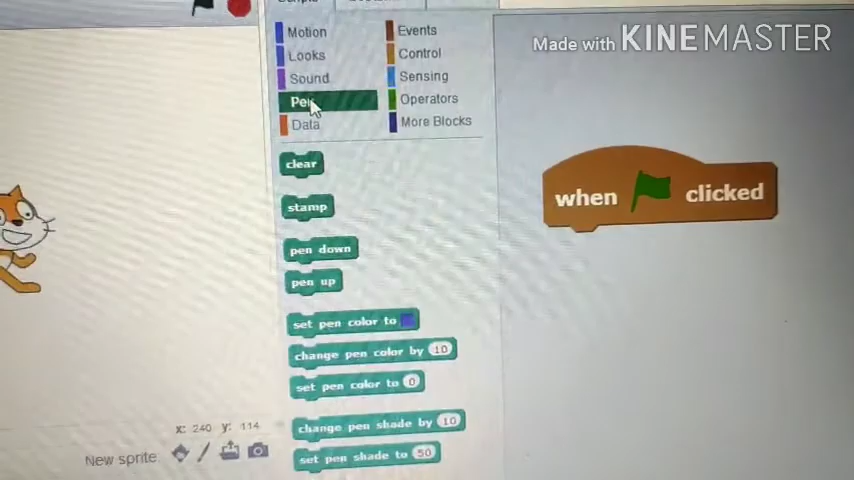 Made with KINEMASTER
Motion
Looks
Sound
Pen
Data
Events
Control
Sensing
Operators
More Blocks
clear
stamp
pen down
pen up
set pen color to
change pen color by 10
set pen color to 0
change pen shade by 10
set pen shade to 50
when clicked
x: 240 y: 114
New sprite